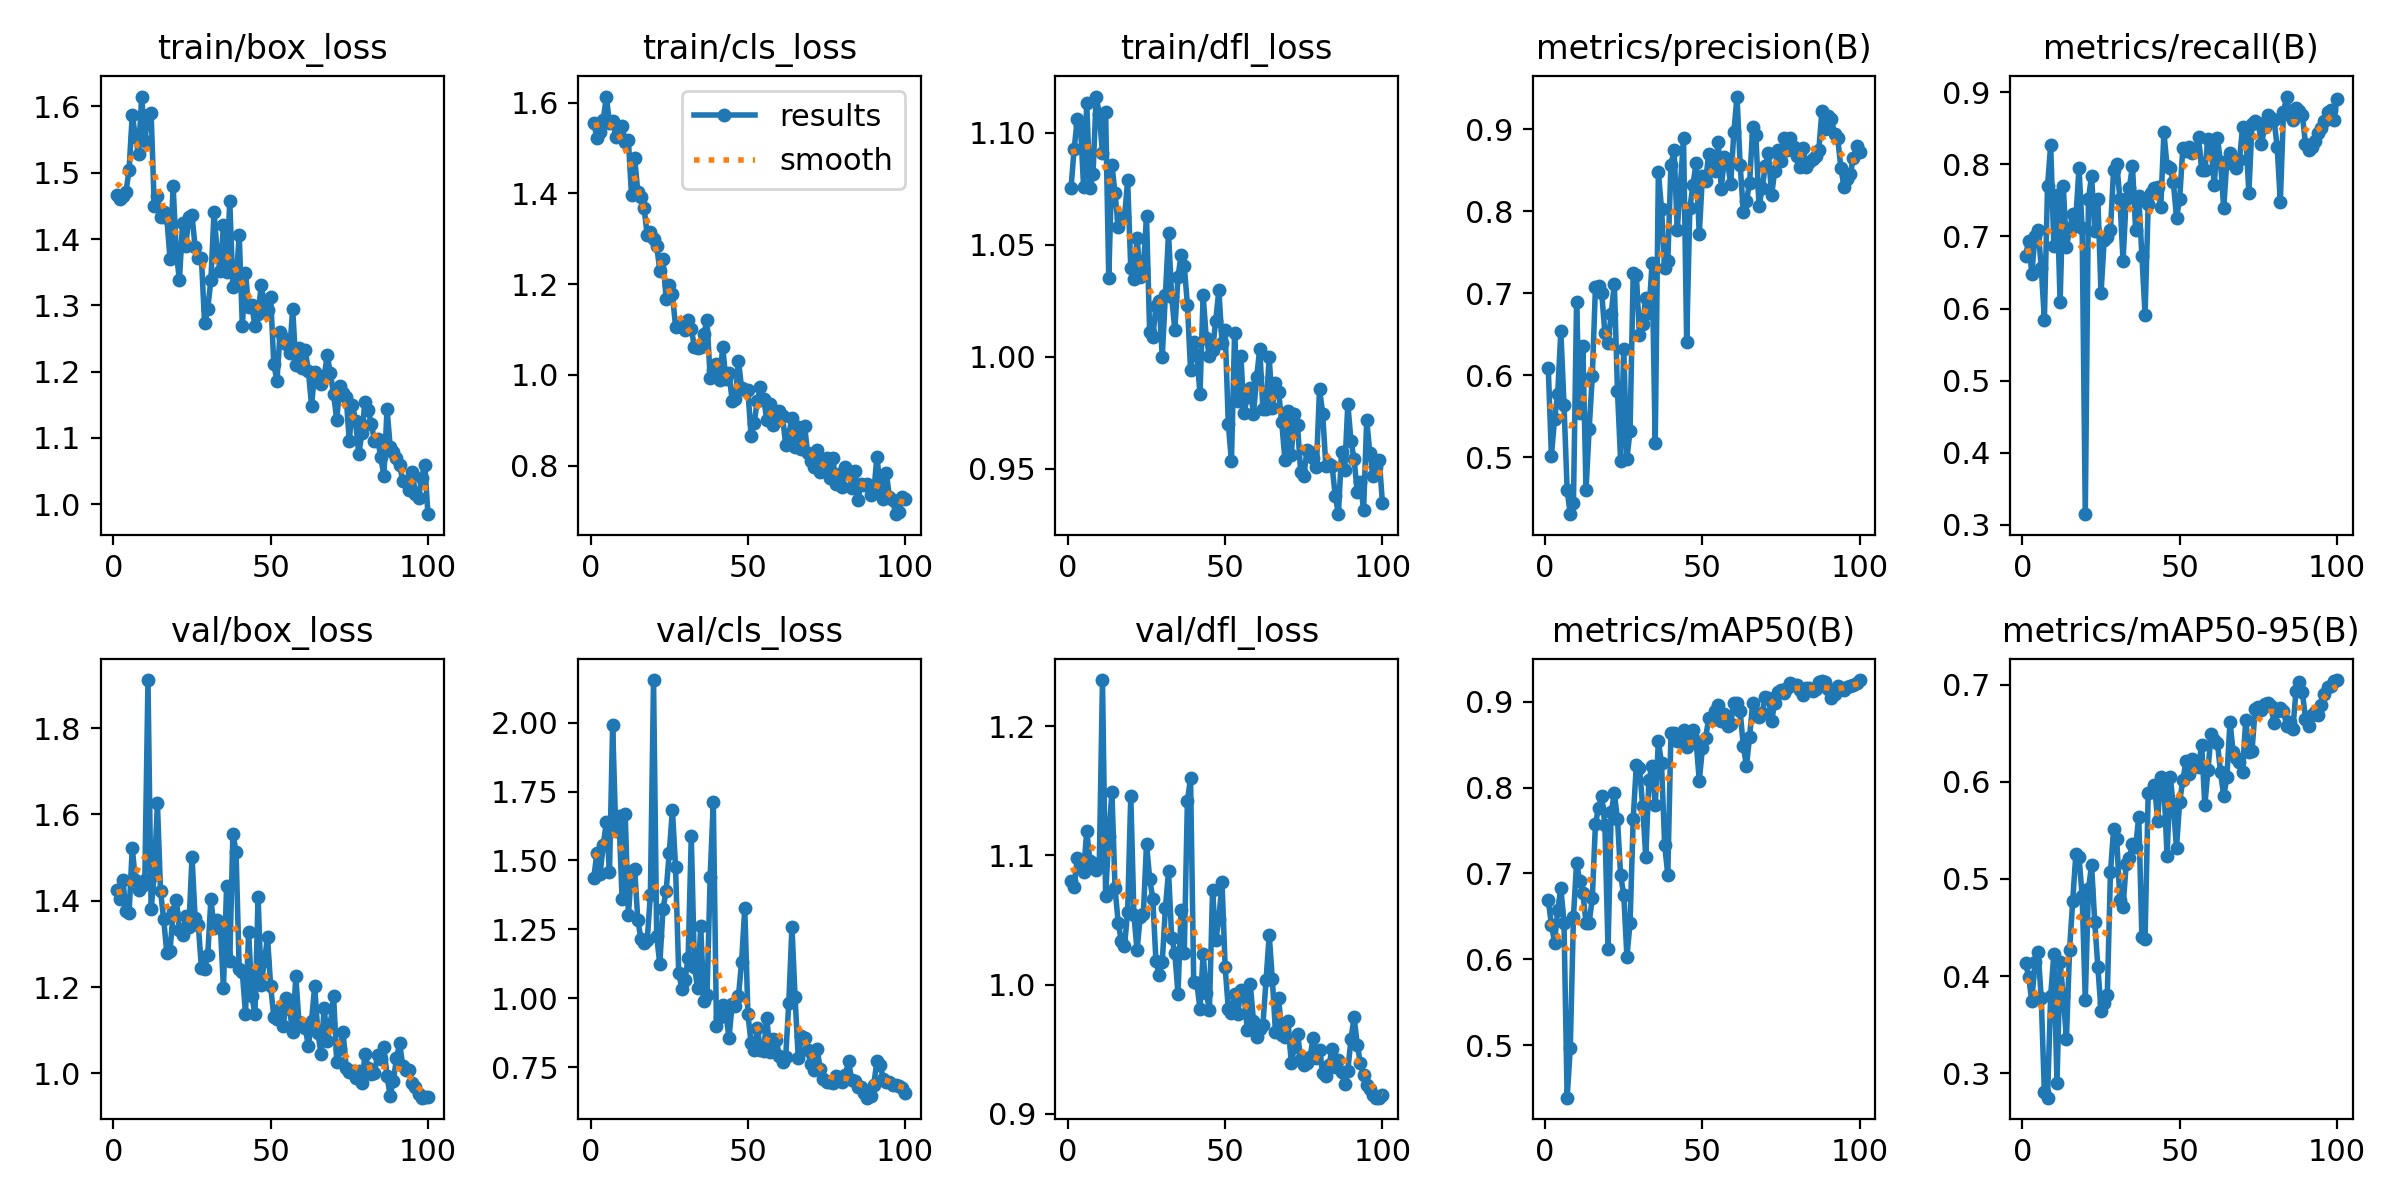 train/box_loss
1.6
1.5
1.4
1.3
1.2
1.1
1.0
0 50 100
train/cls_loss
results
smooth
1.6
1.4
1.2
1.0
0.8
0 50 100
train/dfl_loss
1.10
1.05
1.00
0.95
0 50 100
metrics/precision(B)
0.9
0.8
0.7
0.6
0.5
0 50 100
metrics/recall(B)
0.9
0.8
0.7
0.6
0.5
0.4
0.3
0 50 100
val/box_loss
1.8
1.6
1.4
1.2
1.0
0 50 100
val/cls_loss
2.00
1.75
1.50
1.25
1.00
0.75
0 50 100
val/dfl_loss
1.2
1.1
1.0
0.9
0 50 100
metrics/mAP50(B)
0.9
0.8
0.7
0.6
0.5
0 50 100
metrics/mAP50-95(B)
0.7
0.6
0.5
0.4
0.3
0 50 100